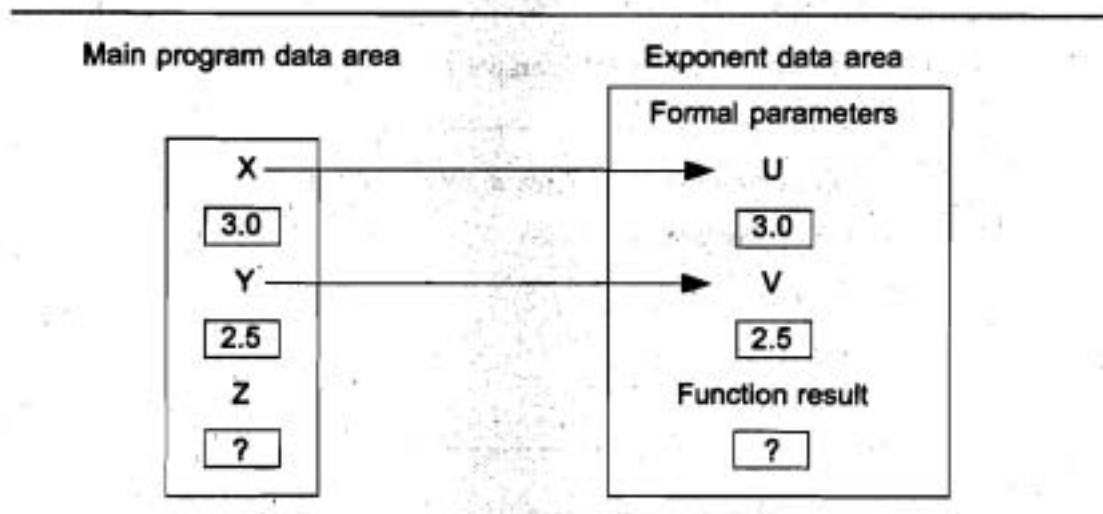 Main program data area
Exponent data area
Formal parameters
X
U
3.0
3.0
Y
V
2.5
2.5
Z
Function result
?
?